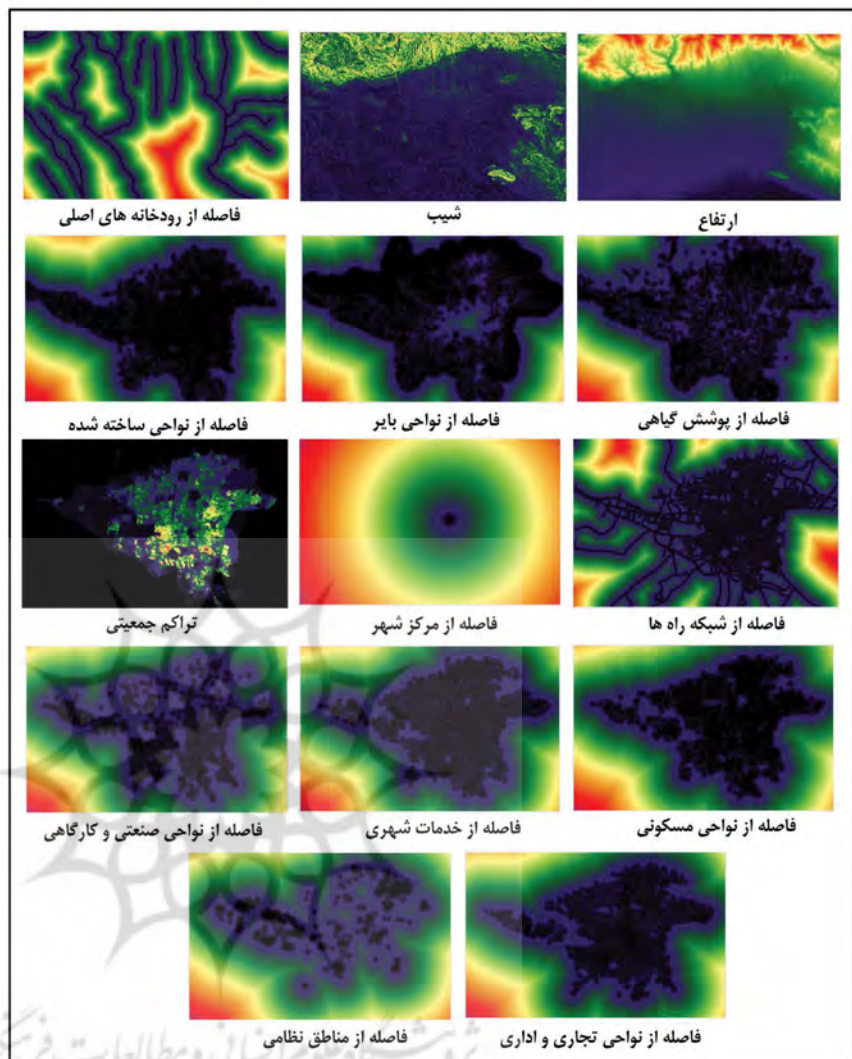 ارتفاع
شیب
فاصله از رودخانه های اصلی
فاصله از پوشش گیاهی
فاصله از نواحی بایر
فاصله از نواحی ساخته شده
فاصله از شبکه راه ها
فاصله از مرکز شهر
تراکم جمعیتی
فاصله از نواحی مسکونی
فاصله از خدمات شهری
فاصله از نواحی صنعتی و کارگاهی
فاصله از نواحی تجاری و اداری
فاصله از مناطق نظامی